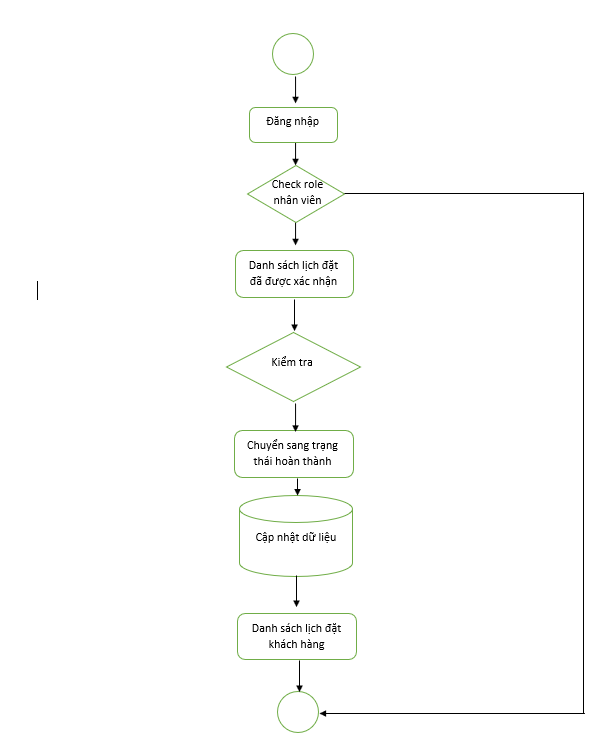 Đăng nhập
Check role
nhân viên
Danh sách lịch đặt
đã được xác nhận
Kiểm tra
Chuyển sang trạng
thái hoàn thành
Cập nhật dữ liệu
Danh sách lịch đặt
khách hàng